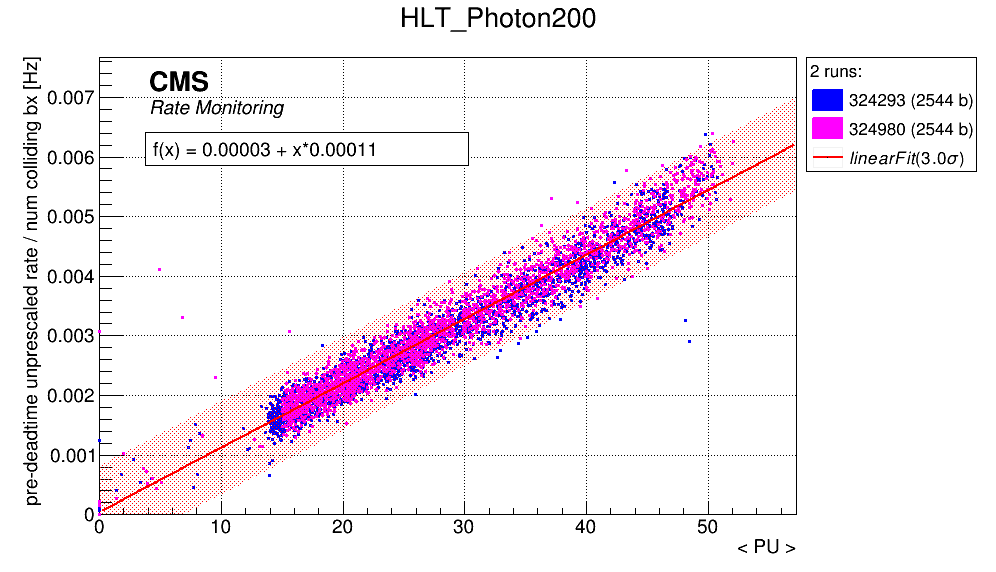 HLT_Photon200
pre-deadtime unprescaled rate / num colliding bx [Hz]
CMS
Rate Monitoring
f(x) = 0.00003 + x*0.00011
2 runs:
324293 (2544 b)
324980 (2544 b)
linearFit(3.0σ)
0.007
0.006
0.005
0.004
0.003
0.002
0.001
0
0 10 20 30 40 50
< PU >